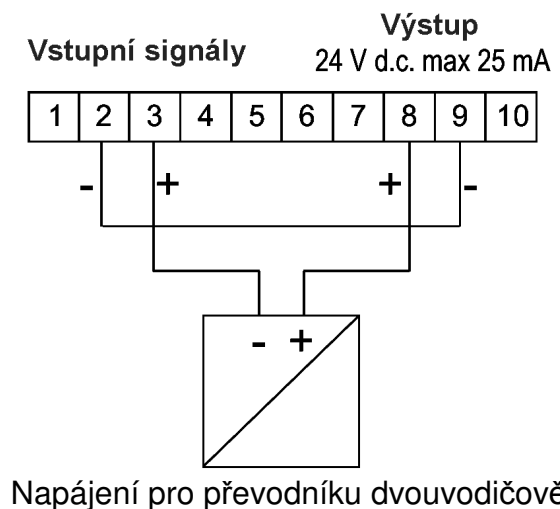 Vstupní signály
Výstup
24 V d.c. max 25 mA
1 2 3 4 5 6 7 8 9 10
- + + -
- +
Napájení pro převodníku dvouvodičově